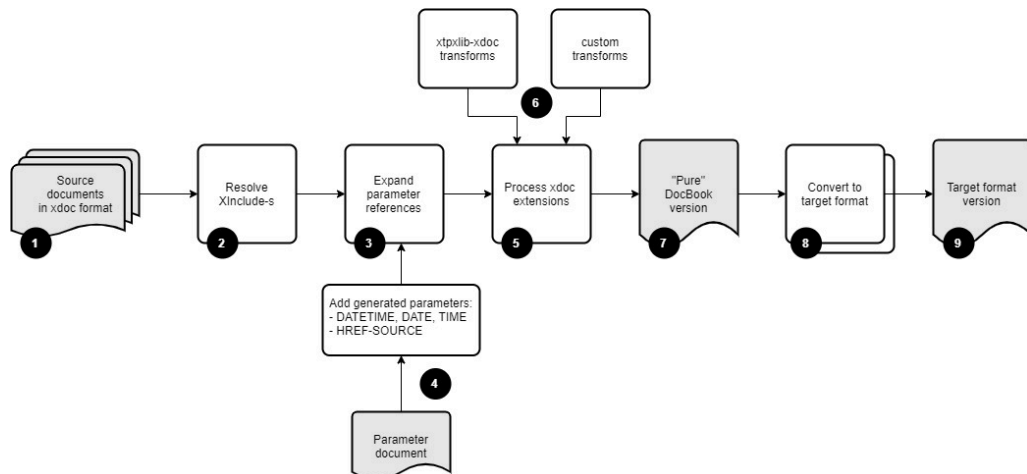 xtpxlib-xdoc
transforms
custom
transforms
6
Source
documents
in xdoc format
Resolve
XInclude-s
Expand
parameter
references
Process xdoc
extensions
"Pure"
DocBook
version
Convert to
target format
Target format
version
1
2
3
5
7
8
9
Add generated parameters:
- DATETIME, DATE, TIME
- HREF-SOURCE
4
Parameter
document